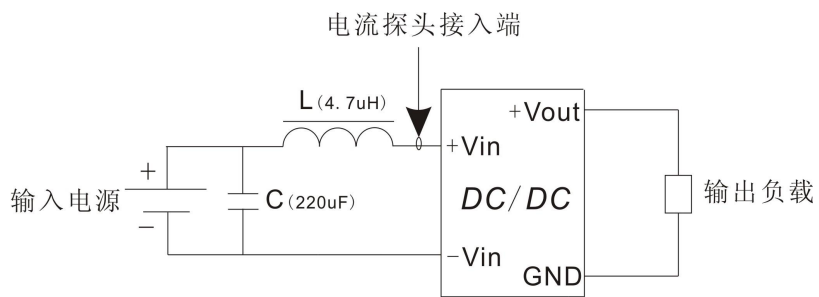 电流探头接入端
L(4.7uH)
+Vout
+Vin
+
输入电源
C(220uF)
DC/DC
输出负载
−
−Vin
GND